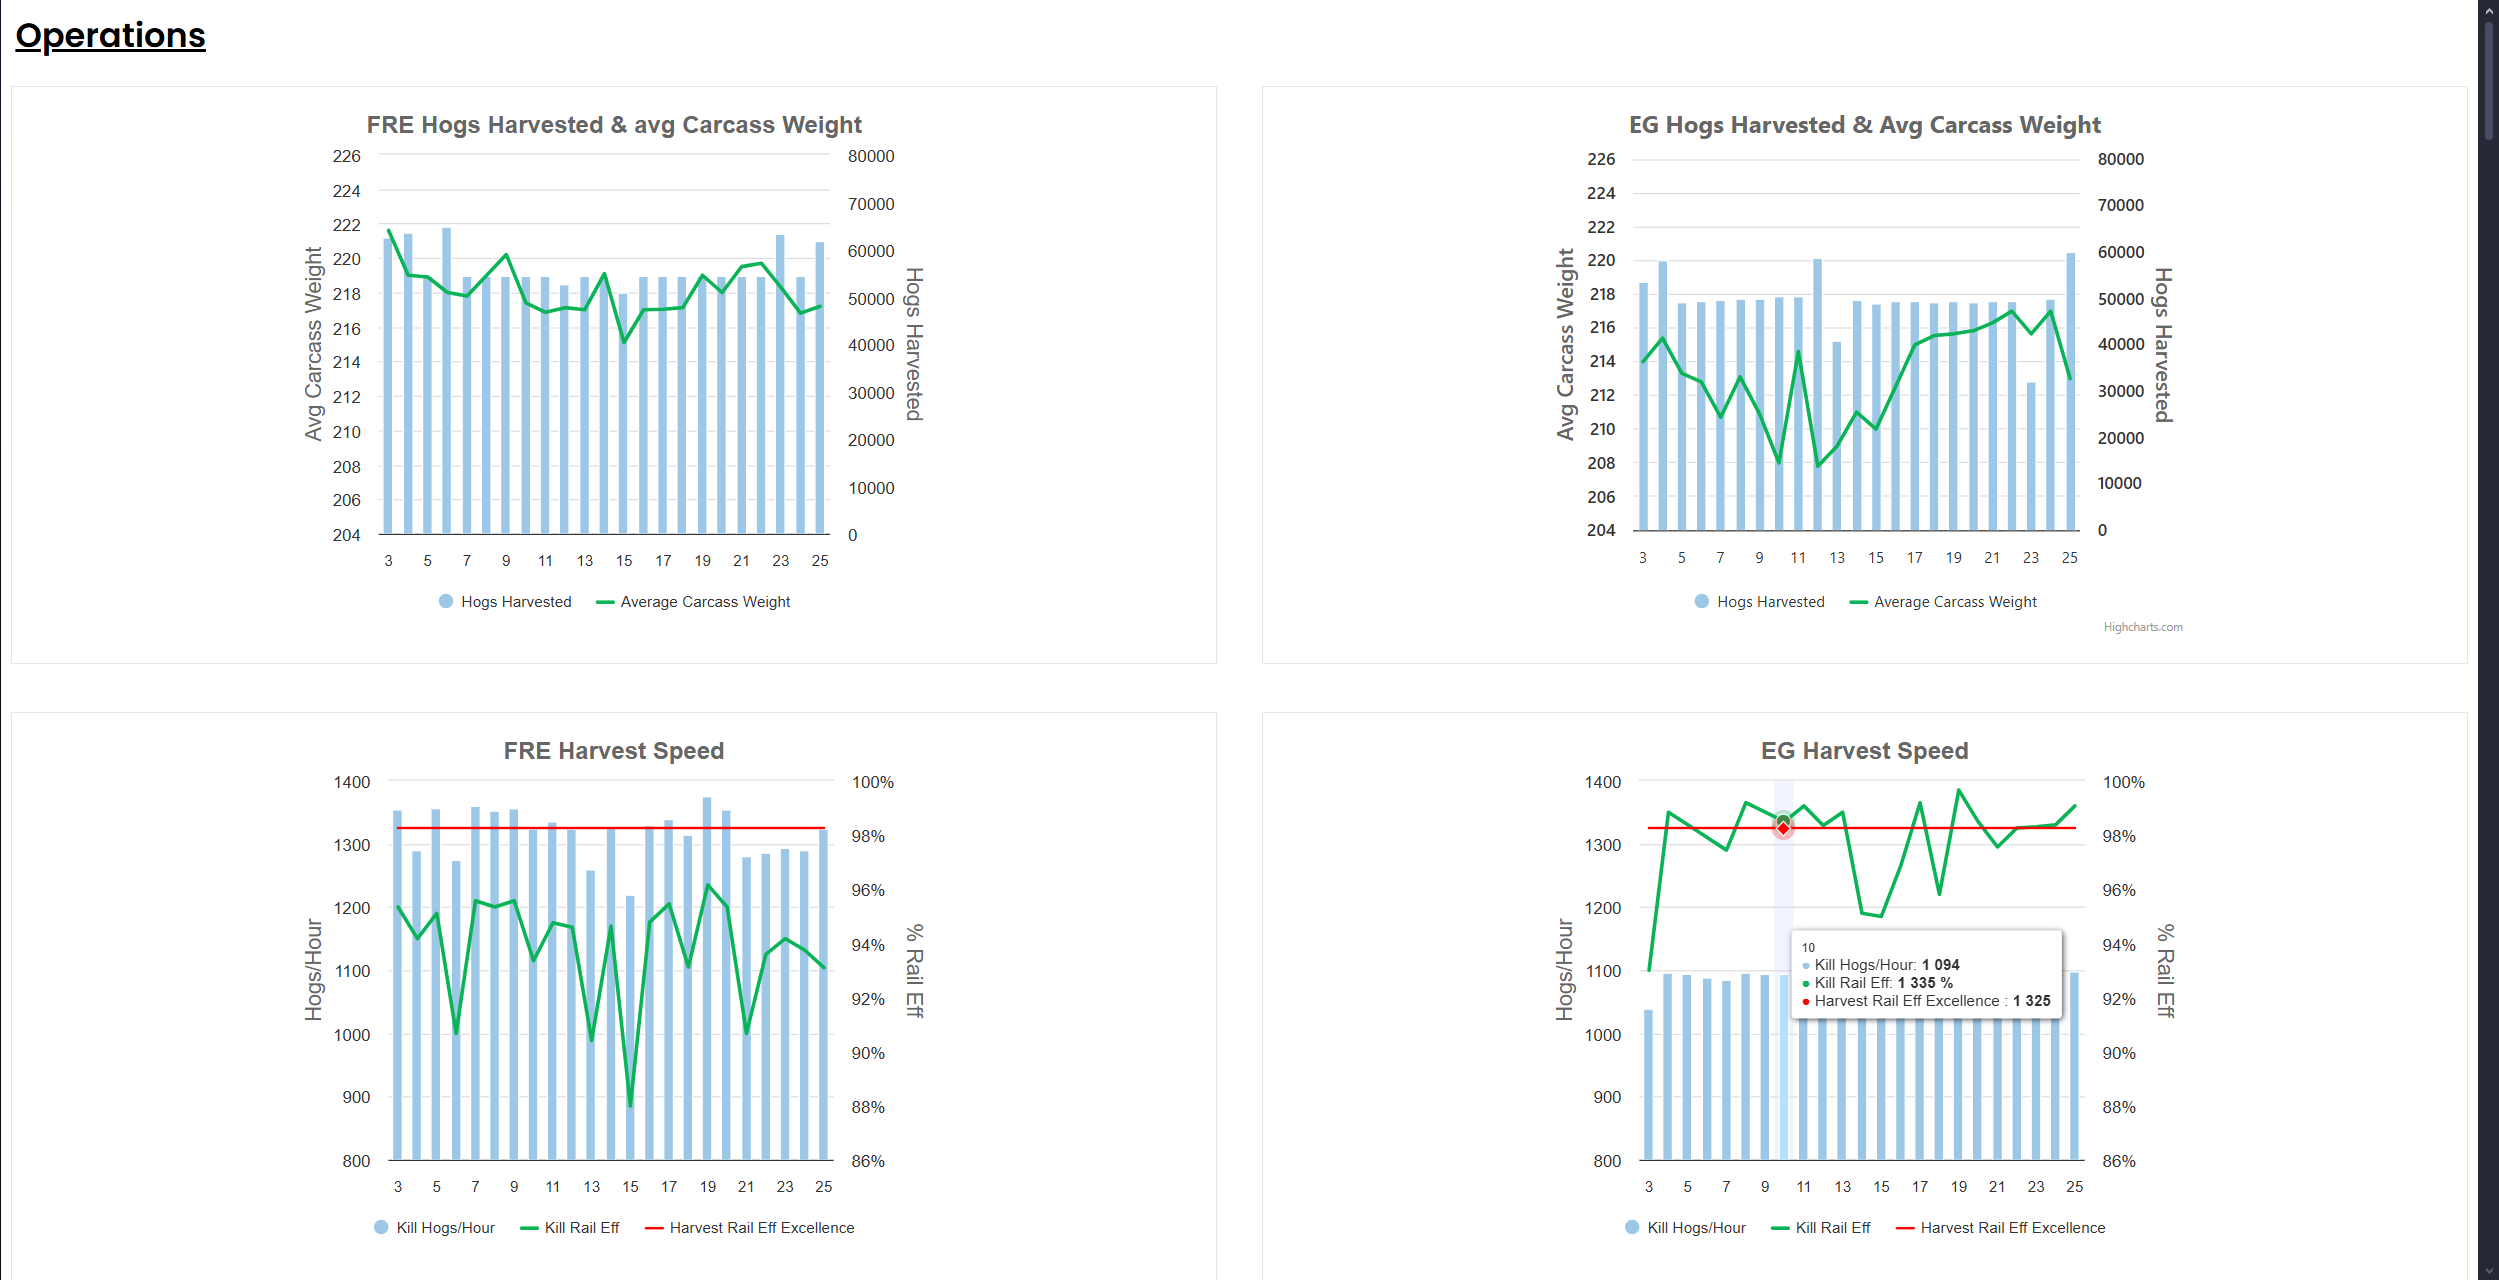 Operations
FRE Hogs Harvested & avg Carcass Weight
226
224
222
220
218
216
214
212
210
208
206
204
Avg Carcass Weight
80000
70000
60000
50000
40000
30000
20000
10000
0
Hogs Harvested
3 5 7 9 11 13 15 17 19 21 23 25
Hogs Harvested Average Carcass Weight
EG Hogs Harvested & Avg Carcass Weight
226
224
222
220
218
216
214
212
210
208
206
204
Avg Carcass Weight
80000
70000
60000
50000
40000
30000
20000
10000
0
Hogs Harvested
3 5 7 9 11 13 15 17 19 21 23 25
Hogs Harvested Average Carcass Weight
Highcharts.com
FRE Harvest Speed
1400
1300
1200
1100
1000
900
800
Hogs/Hour
100%
98%
96%
94%
92%
90%
88%
86%
% Rail Eff
3 5 7 9 11 13 15 17 19 21 23 25
Kill Hogs/Hour Kill Rail Eff Harvest Rail Eff Excellence
EG Harvest Speed
1400
1300
1200
1100
1000
900
800
Hogs/Hour
100%
98%
96%
94%
92%
90%
88%
86%
% Rail Eff
10
Kill Hogs/Hour: 1 094
Kill Rail Eff: 1 335 %
Harvest Rail Eff Excellence : 1 325
3 5 7 9 11 13 15 17 19 21 23 25
Kill Hogs/Hour Kill Rail Eff Harvest Rail Eff Excellence